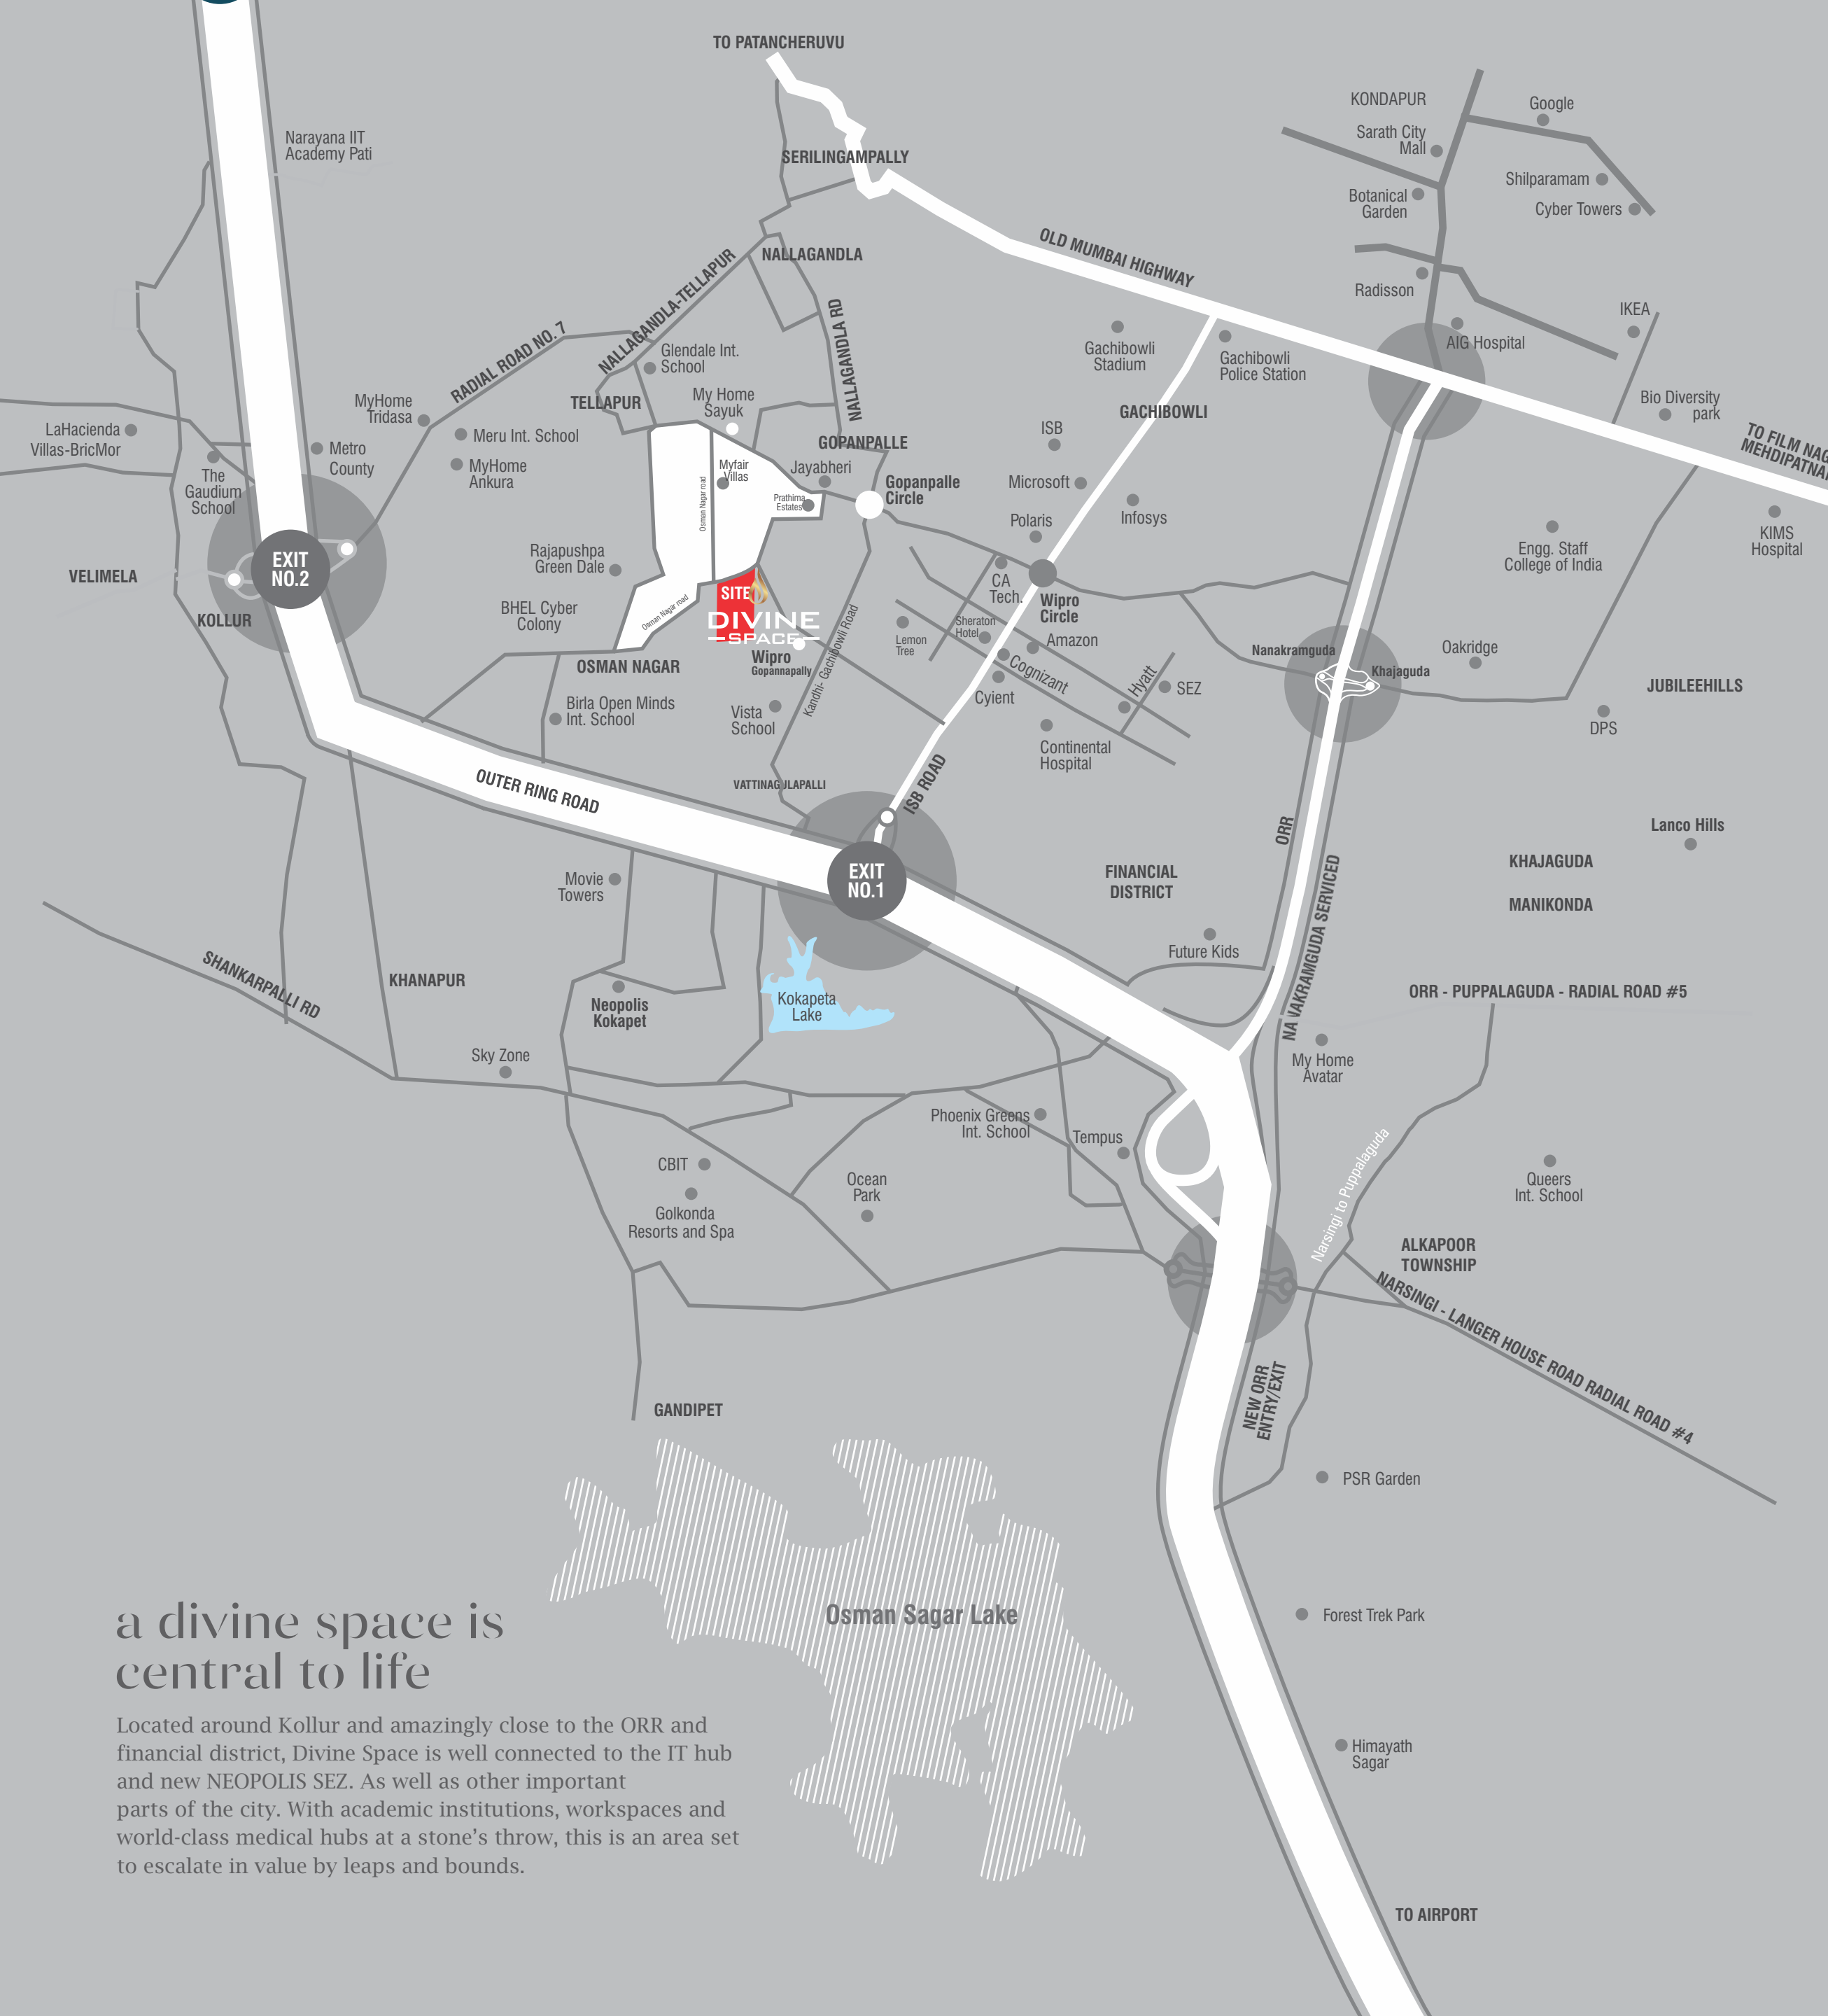 TO PATANCHERUVU
SERILINGAMPALLY
KONDAPUR
Google
Sarath City
Mall
Shilparamam
Botanical
Garden
Cyber Towers
Narayana IIT
Academy Pati
OLD MUMBAI HIGHWAY
NALLAGANDLA
Radisson
IKEA
AIG Hospital
NALLAGANDLA-TELLAPUR
NALLAGANDLA RD
RADIAL ROAD NO. 7
Glendale Int.
School
Gachibowli
Stadium
Gachibowli
Police Station
My Home
Sayuk
TELLAPUR
MyHome
Tridasa
GACHIBOWLI
Bio Diversity
park
TO FILM NAG
MEHDIPATNA
LaHacienda
Villas-BricMor
Meru Int. School
Metro
County
ISB
GOPANPALLE
The
Gaudium
School
MyHome
Ankura
Myfair
Villas
Jayabheri
Gopanpalle
Circle
Microsoft
Prathima
Estates
Osman Nagar road
Infosys
Polaris
KIMS
Hospital
Engg. Staff
College of India
EXIT
NO.2
Rajapushpa
Green Dale
VELIMELA
CA
Tech.
SITE
DIVINE
SPACE
Osman Nagar road
Wipro
Circle
KOLLUR
BHEL Cyber
Colony
Kandhi- Gachibowli Road
Lemon
Tree
Sheraton
Hotel
Amazon
Nanakramguda
Oakridge
Wipro
Gopannapally
OSMAN NAGAR
Cognizant
Khajaguda
Hyatt
SEZ
JUBILEEHILLS
Cyient
Birla Open Minds
Int. School
Vista
School
DPS
Continental
Hospital
OUTER RING ROAD
VATTINAGULAPALLI
ISB ROAD
ORR
Lanco Hills
KHAJAGUDA
EXIT
NO.1
FINANCIAL
DISTRICT
Movie
Towers
MANIKONDA
NANAKRAMGUDA SERVICED
Future Kids
SHANKARPALLI RD
KHANAPUR
Neopolis
Kokapet
Kokapeta
Lake
ORR - PUPPALAGUDA - RADIAL ROAD #5
Sky Zone
My Home
Avatar
Phoenix Greens
Int. School
Tempus
Narsingi to Puppalaguda
CBIT
Ocean
Park
Queers
Int. School
Golkonda
Resorts and Spa
ALKAPOOR
TOWNSHIP
NARSINGI - LANGER HOUSE ROAD RADIAL ROAD #4
NEW ORR
ENTRY/EXIT
GANDIPET
PSR Garden
Osman Sagar Lake
Forest Trek Park
a divine space is
central to life
Located around Kollur and amazingly close to the ORR and
financial district, Divine Space is well connected to the IT hub
and new NEOPOLIS SEZ. As well as other important
parts of the city. With academic institutions, workspaces and
world-class medical hubs at a stone's throw, this is an area set
to escalate in value by leaps and bounds.
Himayath
Sagar
TO AIRPORT